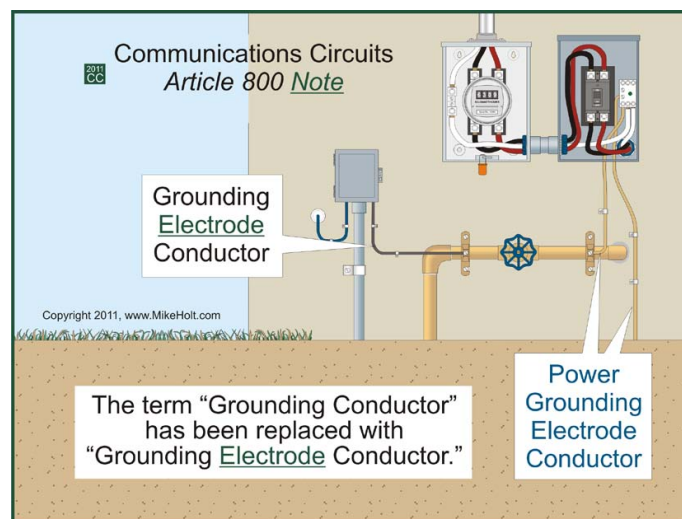 Communications Circuits
2011
CC
Article 800 Note
Grounding
Electrode
Conductor
Copyright 2011, www.MikeHolt.com
The term “Grounding Conductor”
has been replaced with
“Grounding Electrode Conductor.”
Power
Grounding
Electrode
Conductor